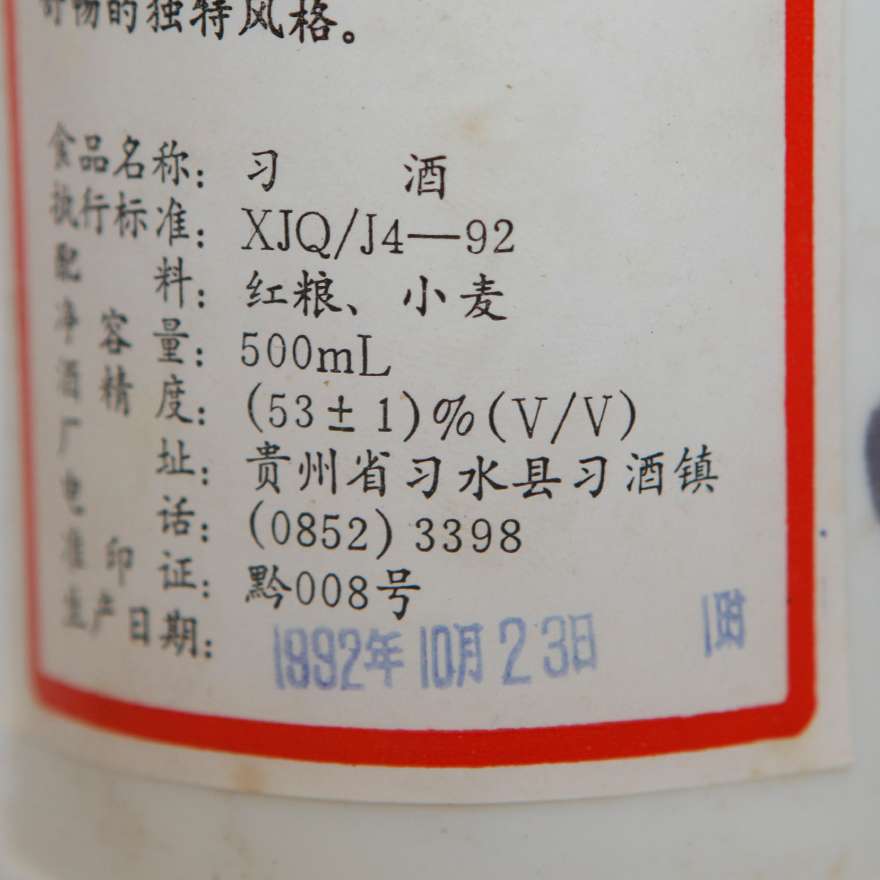 舒畅的独特风格。
食品名称: 习 酒
执行标准: XJQ/J4—92
配 料: 红粮、小麦
净 容 量: 500mL
酒 精 度: (53±1)%(V/V)
厂 址: 贵州省习水县习酒镇
电 话: (0852)3398
准 印 证: 黔008号
生产日期: 1992年10月23日 1时